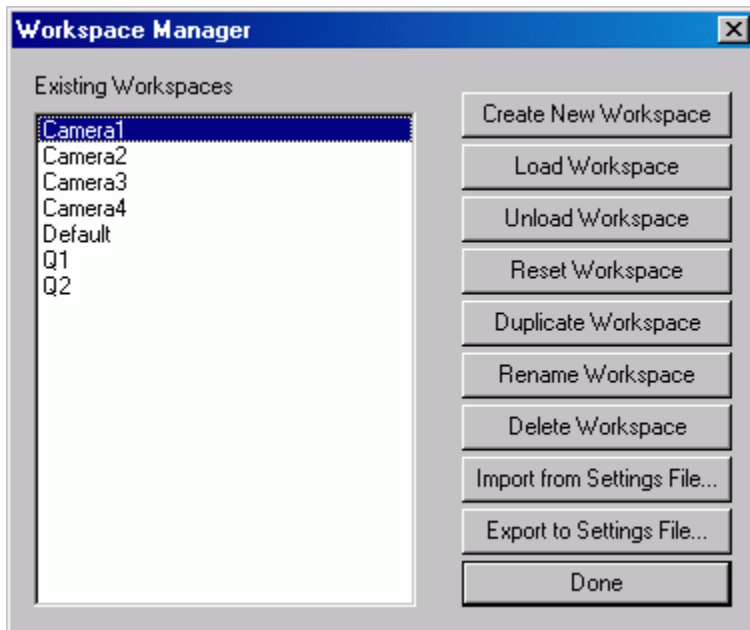 Workspace Manager
Existing Workspaces
Camera1
Camera2
Camera3
Camera4
Default
Q1
Q2
Create New Workspace
Load Workspace
Unload Workspace
Reset Workspace
Duplicate Workspace
Rename Workspace
Delete Workspace
Import from Settings File...
Export to Settings File...
Done